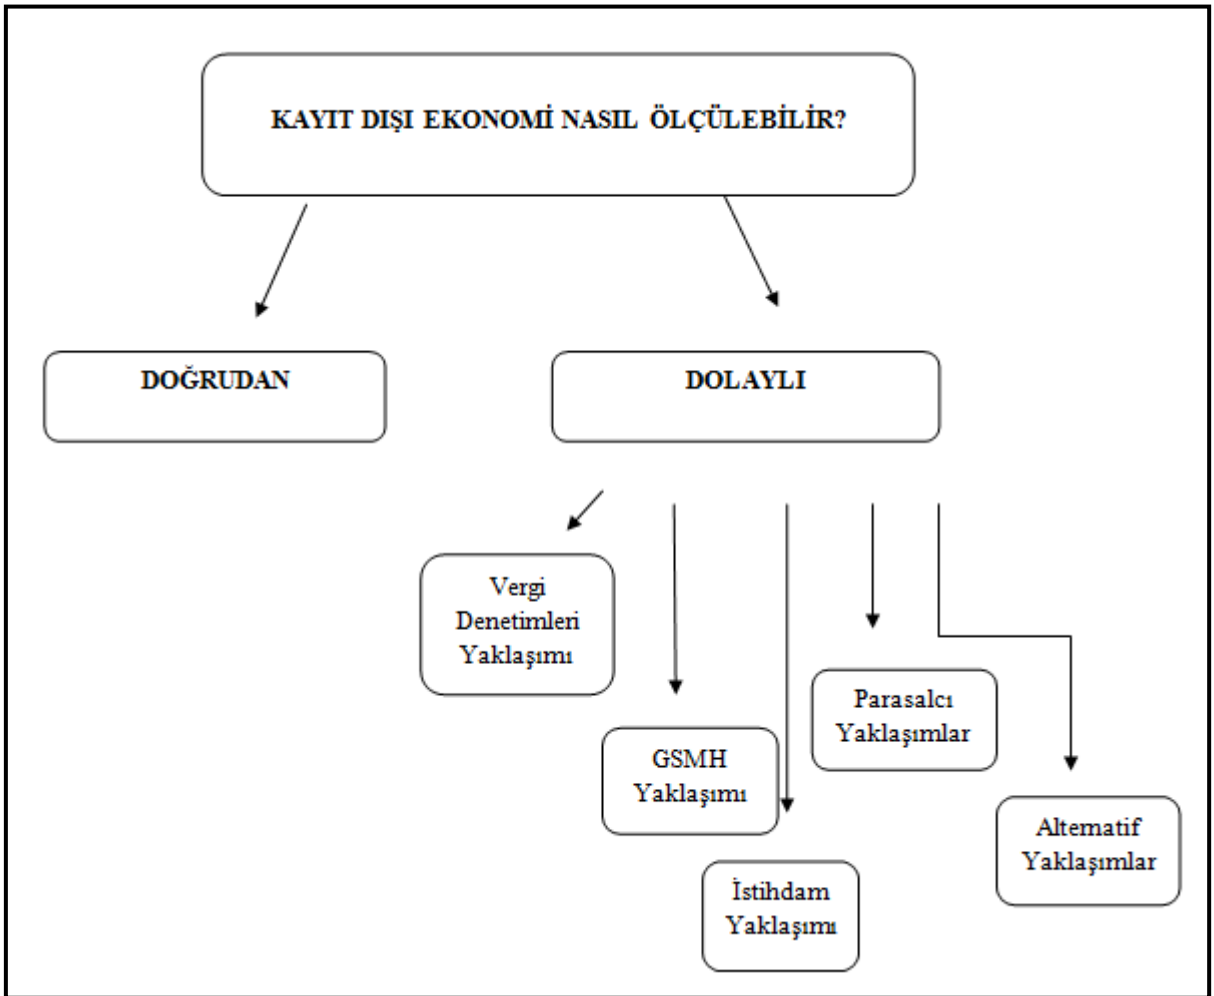 KAYIT DIŞI EKONOMİ NASIL ÖLÇÜLEBİLİR?
DOĞRUDAN
DOLAYLI
Vergi
Denetimleri
Yaklaşımı
GSMH
Yaklaşımı
İstihdam
Yaklaşımı
Parasalcı
Yaklaşımlar
Alternatif
Yaklaşımlar